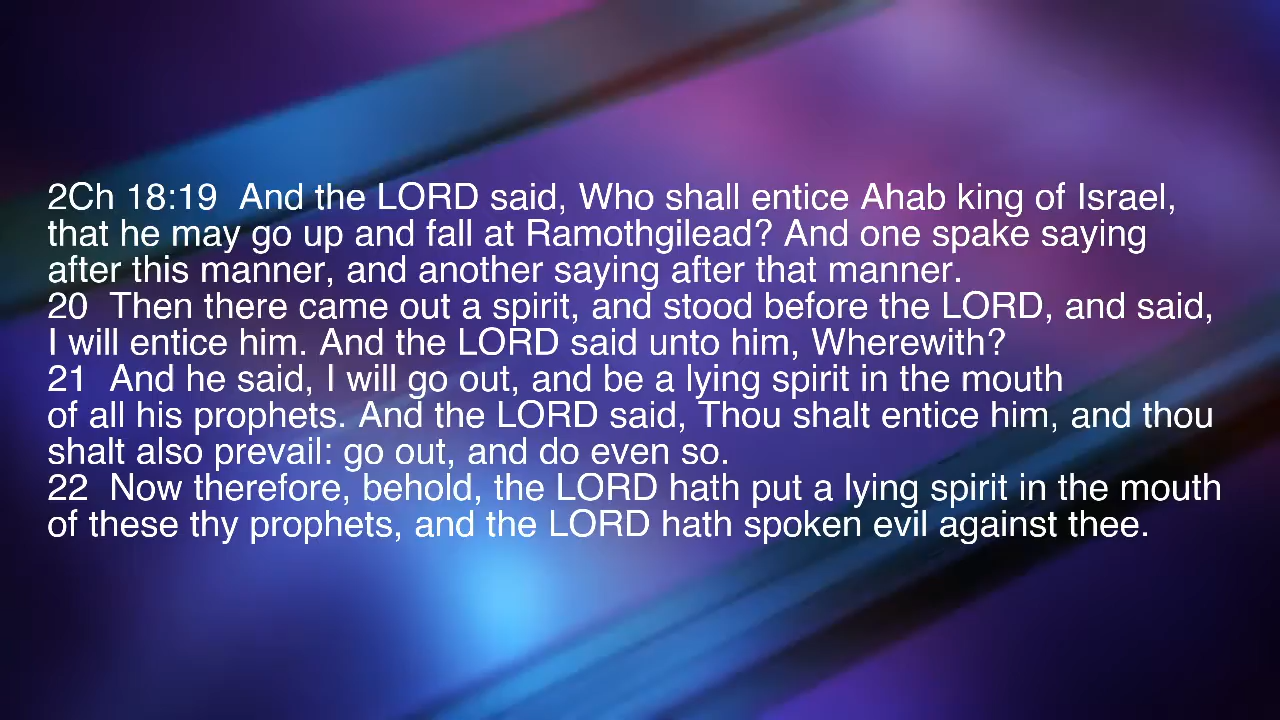 2Ch 18:19  And the LORD said, Who shall entice Ahab king of Israel,
that he may go up and fall at Ramothgilead? And one spake saying
after this manner, and another saying after that manner.
20  Then there came out a spirit, and stood before the LORD, and said,
I will entice him. And the LORD said unto him, Wherewith?
21  And he said, I will go out, and be a lying spirit in the mouth
of all his prophets. And the LORD said, Thou shalt entice him, and thou
shalt also prevail: go out, and do even so.
22  Now therefore, behold, the LORD hath put a lying spirit in the mouth
of these thy prophets, and the LORD hath spoken evil against thee.